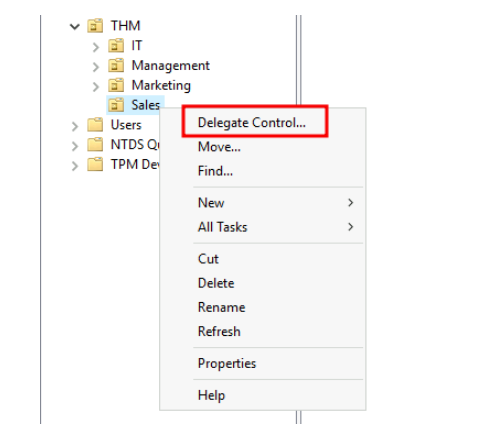 THM
IT
Management
Marketing
Sales
Users
NTDS
TPM
Delegate Control...
Move...
Find...
New
All Tasks
Cut
Delete
Rename
Refresh
Properties
Help